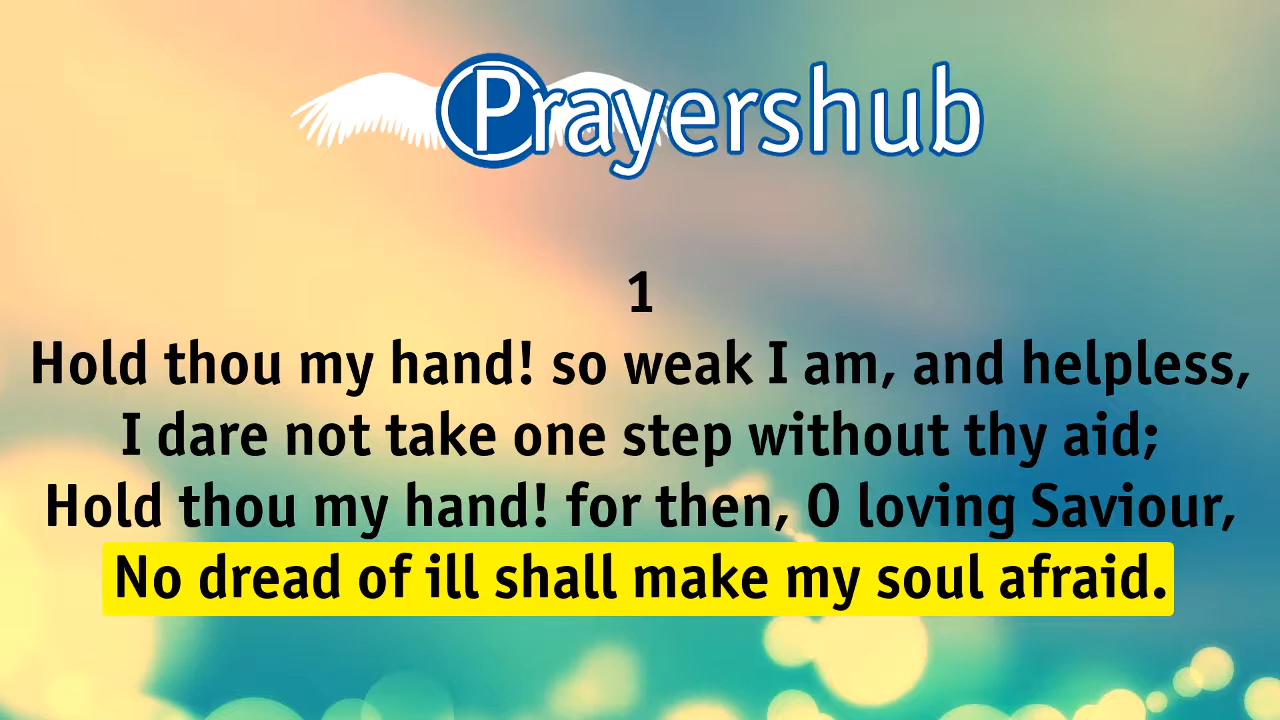 Prayershub
1
Hold thou my hand! so weak I am, and helpless,
I dare not take one step without thy aid;
Hold thou my hand! for then, O loving Saviour,
No dread of ill shall make my soul afraid.